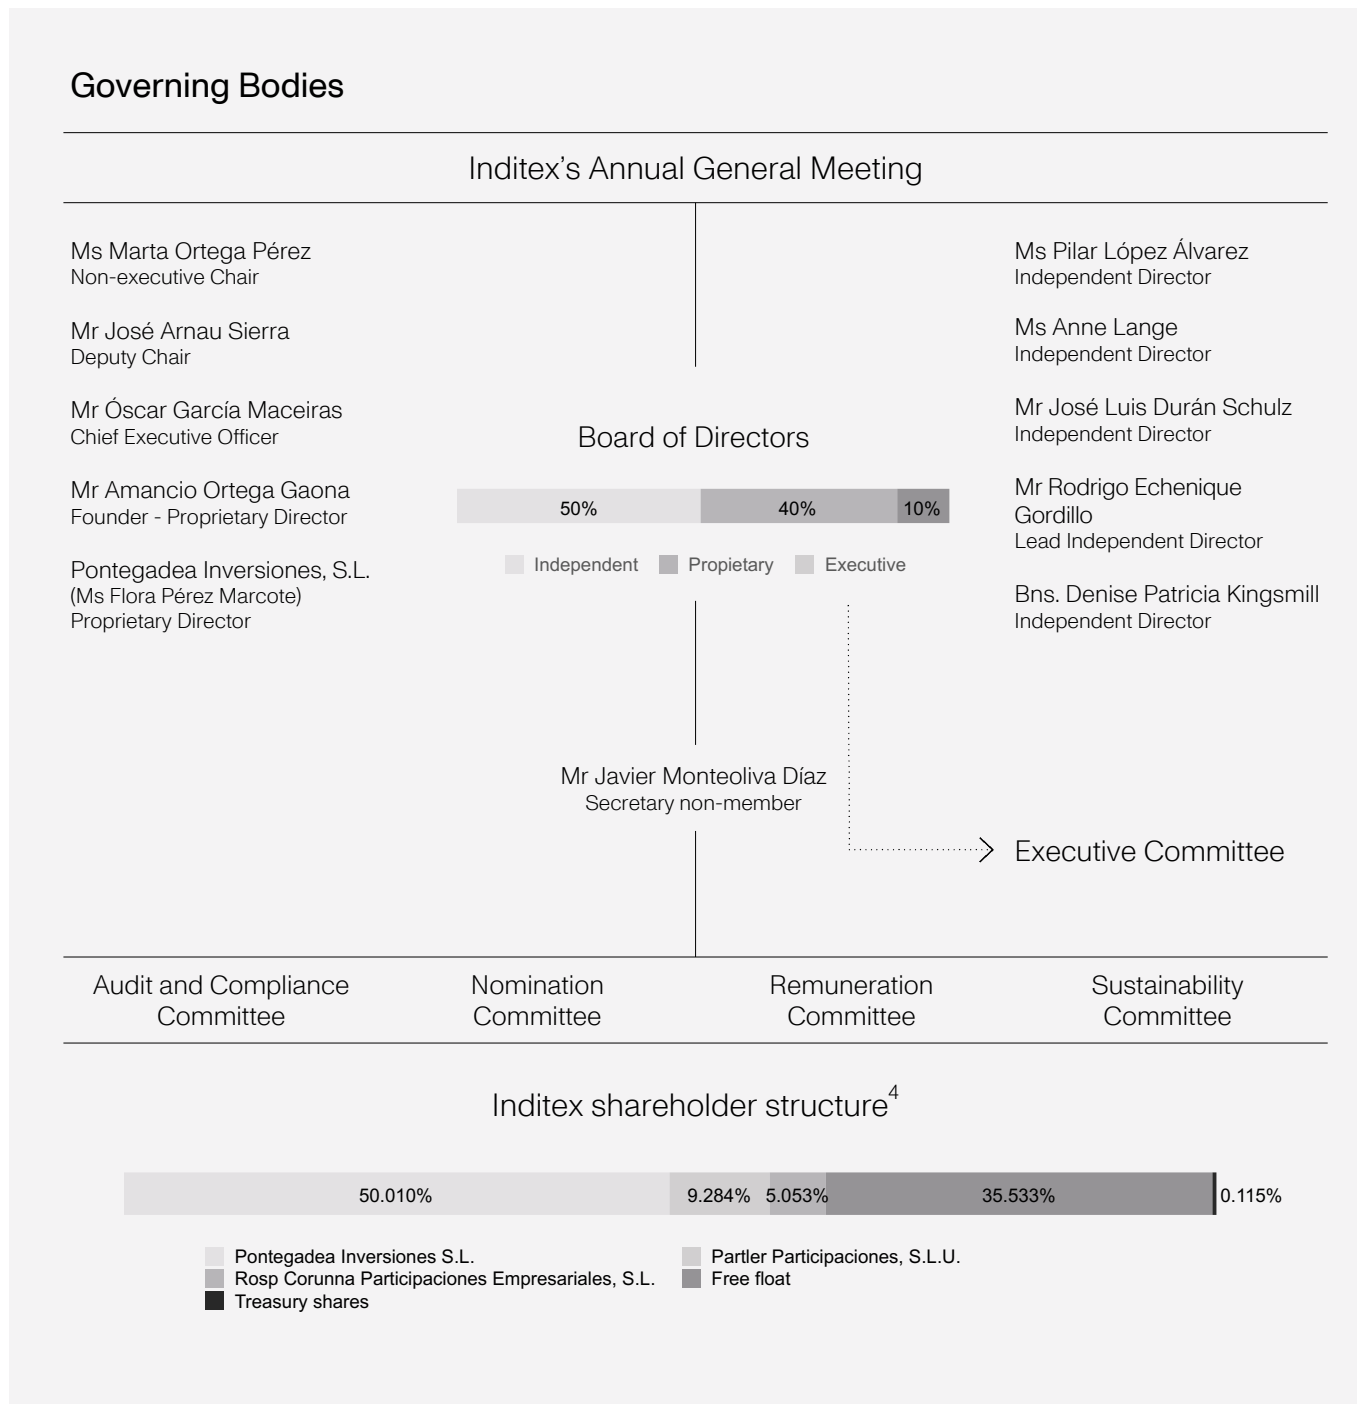 Governing Bodies
Inditex's Annual General Meeting
Ms Marta Ortega Pérez
Non-executive Chair
Mr José Arnau Sierra
Deputy Chair
Mr Óscar García Maceiras
Chief Executive Officer
Mr Amancio Ortega Gaona
Founder - Proprietary Director
Pontegadea Inversiones, S.L.
(Ms Flora Pérez Marcote)
Proprietary Director
Board of Directors
50% 40% 10%
Independent Propietary Executive
Ms Pilar López Álvarez
Independent Director
Ms Anne Lange
Independent Director
Mr José Luis Durán Schulz
Independent Director
Mr Rodrigo Echenique
Gordillo
Lead Independent Director
Bns. Denise Patricia Kingsmill
Independent Director
Mr Javier Monteoliva Díaz
Secretary non-member
Executive Committee
Audit and Compliance
Committee
Nomination
Committee
Remuneration
Committee
Sustainability
Committee
Inditex shareholder structure4
50.010% 9.284% 5.053% 35.533% 0.115%
Pontegadea Inversiones S.L. Partler Participaciones, S.L.U.
Rosp Corunna Participaciones Empresariales, S.L. Free float
Treasury shares